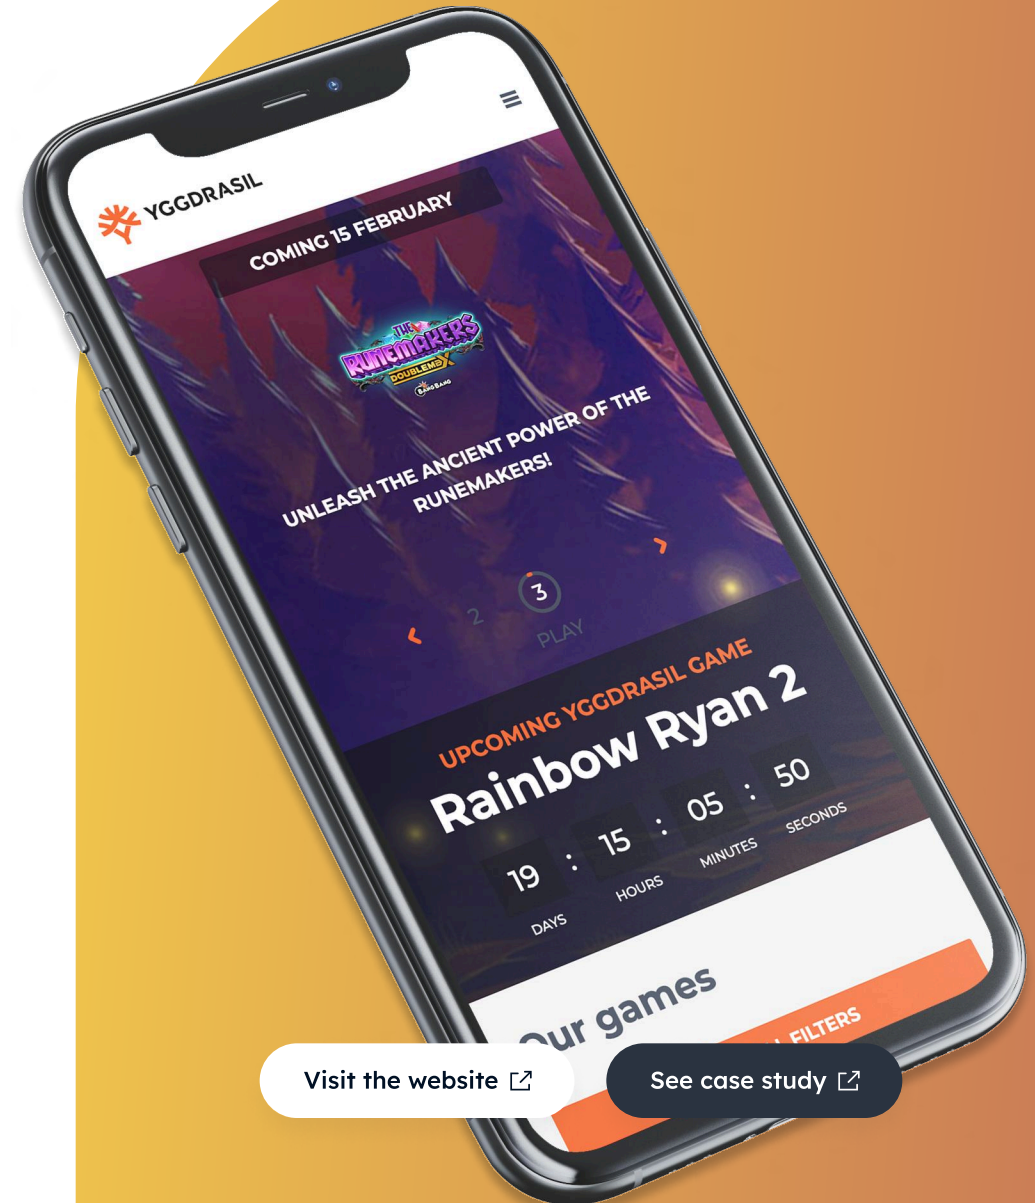 YGGDRASIL
COMING 15 FEBRUARY
THE
RUNEMAKERS
DOUBLEMAX
BANG BANG
UNLEASH THE ANCIENT POWER OF THE
RUNEMAKERS!
2
3
PLAY
UPCOMING YGGDRASIL GAME
Rainbow Ryan 2
19 : 15 : 05 : 50
DAYS HOURS MINUTES SECONDS
Our games
FILTERS
Visit the website
See case study